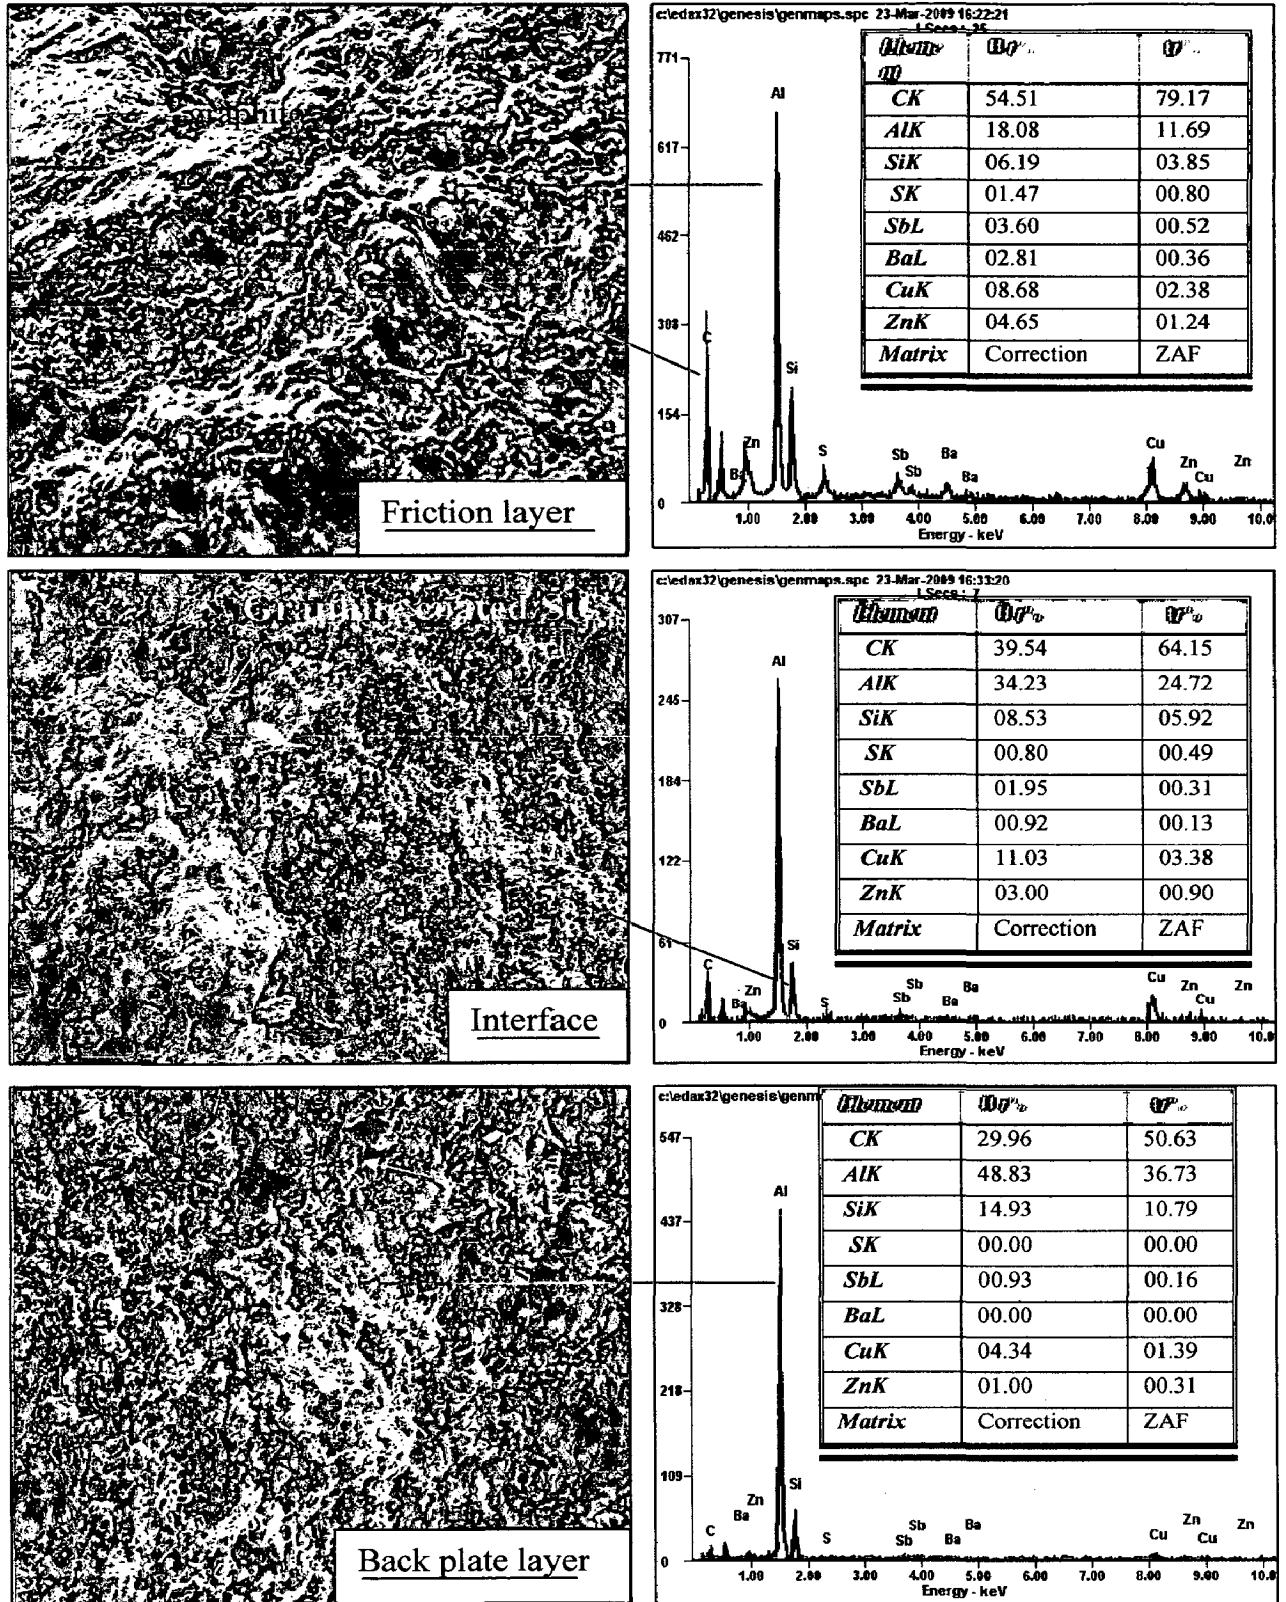 Friction layer
c:\edax32\genesis\genmaps.spc 23-Mar-2009 16:22:21
CK 54.51 79.17
AlK 18.08 11.69
SiK 06.19 03.85
SK 01.47 00.80
SbL 03.60 00.52
BaL 02.81 00.36
CuK 08.68 02.38
ZnK 04.65 01.24
Matrix Correction ZAF
771
617
462
308
154
0
C
Ba
Zn
Al
Si
S
Sb
Sb
Ba
Ba
Cu
Zn
Cu
Zn
1.00 2.00 3.00 4.00 5.00 6.00 7.00 8.00 9.00 10.0
Energy - keV
Interface
c:\edax32\genesis\genmaps.spc 23-Mar-2009 16:33:20
CK 39.54 64.15
AlK 34.23 24.72
SiK 08.53 05.92
SK 00.80 00.49
SbL 01.95 00.31
BaL 00.92 00.13
CuK 11.03 03.38
ZnK 03.00 00.90
Matrix Correction ZAF
307
245
184
122
61
0
C
Ba
Zn
Al
Si
S
Sb
Sb
Ba
Ba
Cu
Zn
Cu
Zn
1.00 2.00 3.00 4.00 5.00 6.00 7.00 8.00 9.00 10.0
Energy - keV
Back plate layer
c:\edax32\genesis\genm
CK 29.96 50.63
AlK 48.83 36.73
SiK 14.93 10.79
SK 00.00 00.00
SbL 00.93 00.16
BaL 00.00 00.00
CuK 04.34 01.39
ZnK 01.00 00.31
Matrix Correction ZAF
547
437
328
218
109
0
C
Ba
Zn
Al
Si
S
Sb
Sb
Ba
Ba
Cu
Zn
Cu
Zn
1.00 2.00 3.00 4.00 5.00 6.00 7.00 8.00 9.00 10.0
Energy - keV